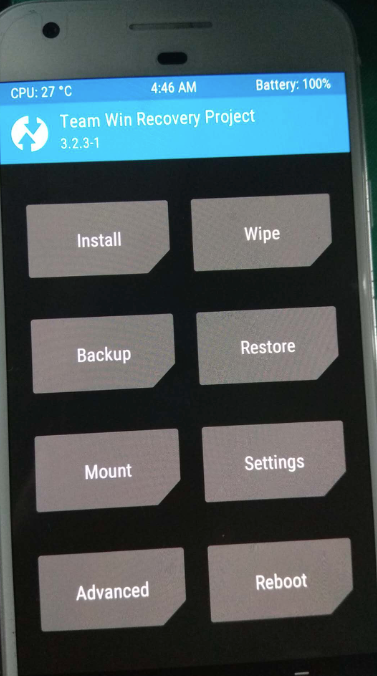 CPU: 27 °C 4:46 AM Battery: 100%
Team Win Recovery Project
3.2.3-1
Install Wipe
Backup Restore
Mount Settings
Advanced Reboot